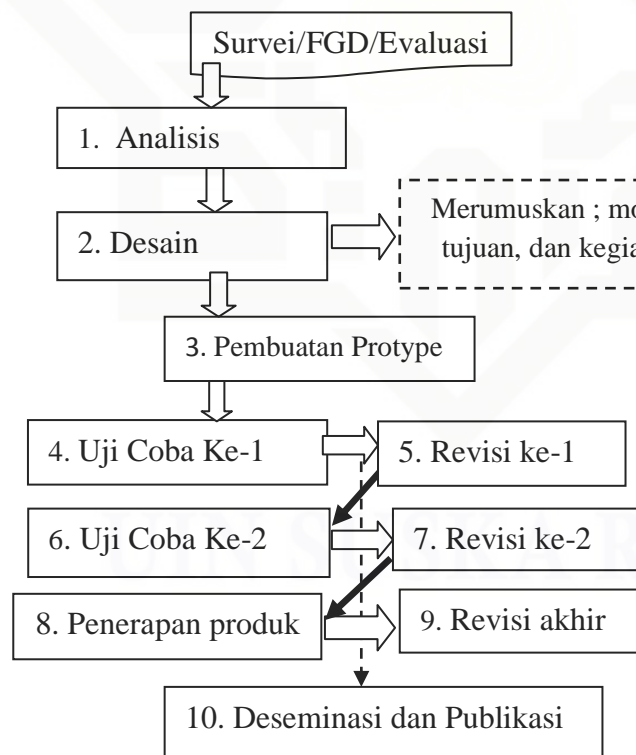 Survei/FGD/Evaluasi
1. Analisis
2. Desain
Merumuskan ;
tujuan, dan
3. Pembuatan Protype
4. Uji Coba Ke-1
5. Revisi ke-1
6. Uji Coba Ke-2
7. Revisi ke-2
8. Penerapan produk
9. Revisi akhir
10. Deseminasi dan Publikasi